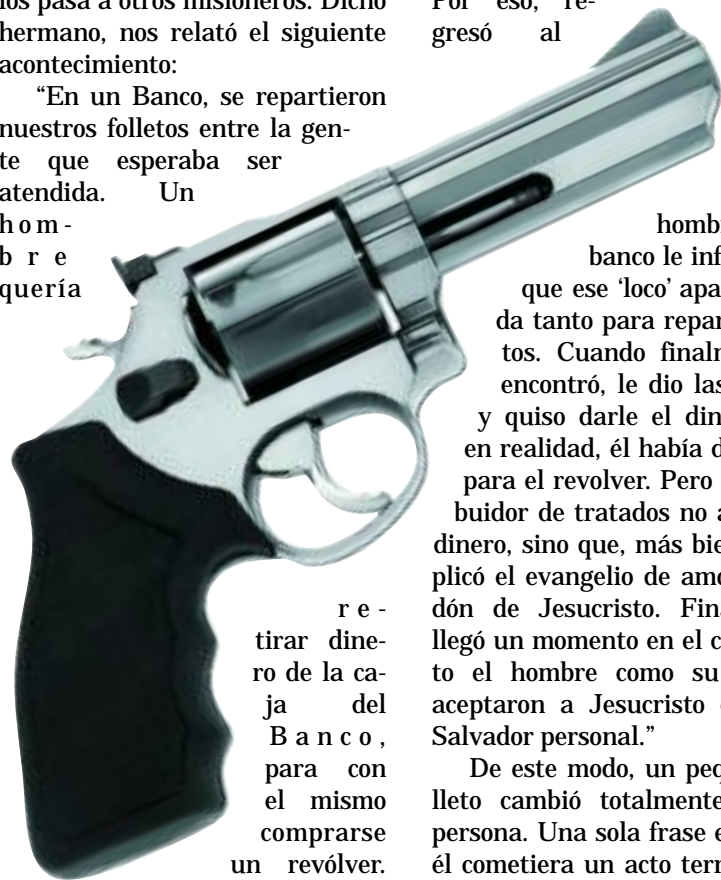 los pasa a otros misioneros. Dicho
hermano, nos relató el siguiente
acontecimiento:
“En un Banco, se repartieron
nuestros folletos entre la gen-
te que esperaba ser
atendida. Un
hom-
bre
quería
re-
tirar dine-
ro de la ca-
ja del
Banco,
para con
el mismo
comprarse
un revólver.
Por eso, re-
gresó al
hombr
banco le inf
que ese ‘loco’ apa
da tanto para repar
tos. Cuando finalm
encontró, le dio las
y quiso darle el din
en realidad, él había d
para el revolver. Pero
buidor de tratados no a
dinero, sino que, más bie
plicó el evangelio de amo
dón de Jesucristo. Fina
llegó un momento en el c
to el hombre como su
aceptaron a Jesucristo
Salvador personal.”
De este modo, un peq
lleto cambió totalmente
persona. Una sola frase e
él cometiera un acto terr